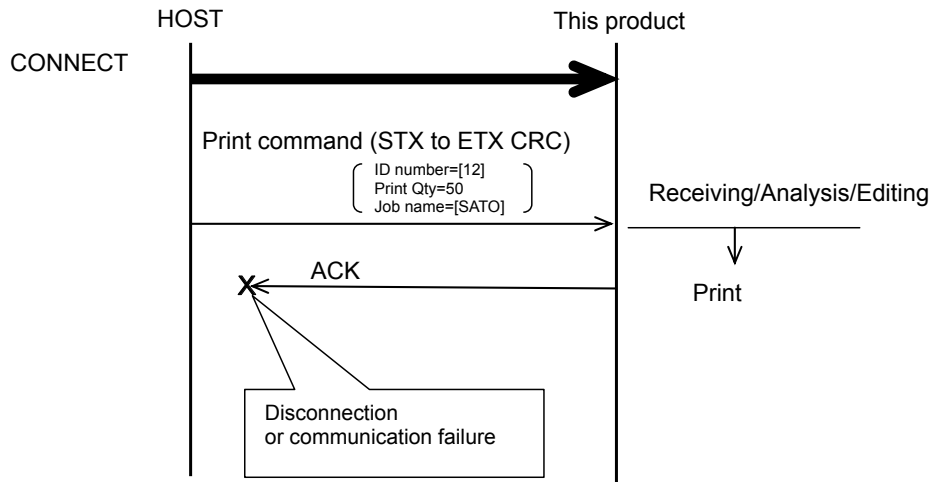 HOST
This product
CONNECT
Print command (STX to ETX CRC)
ID number=[12]
Print Qty=50
Job name=[SATO]
Receiving/Analysis/Editing
ACK
X
Print
Disconnection
or communication failure